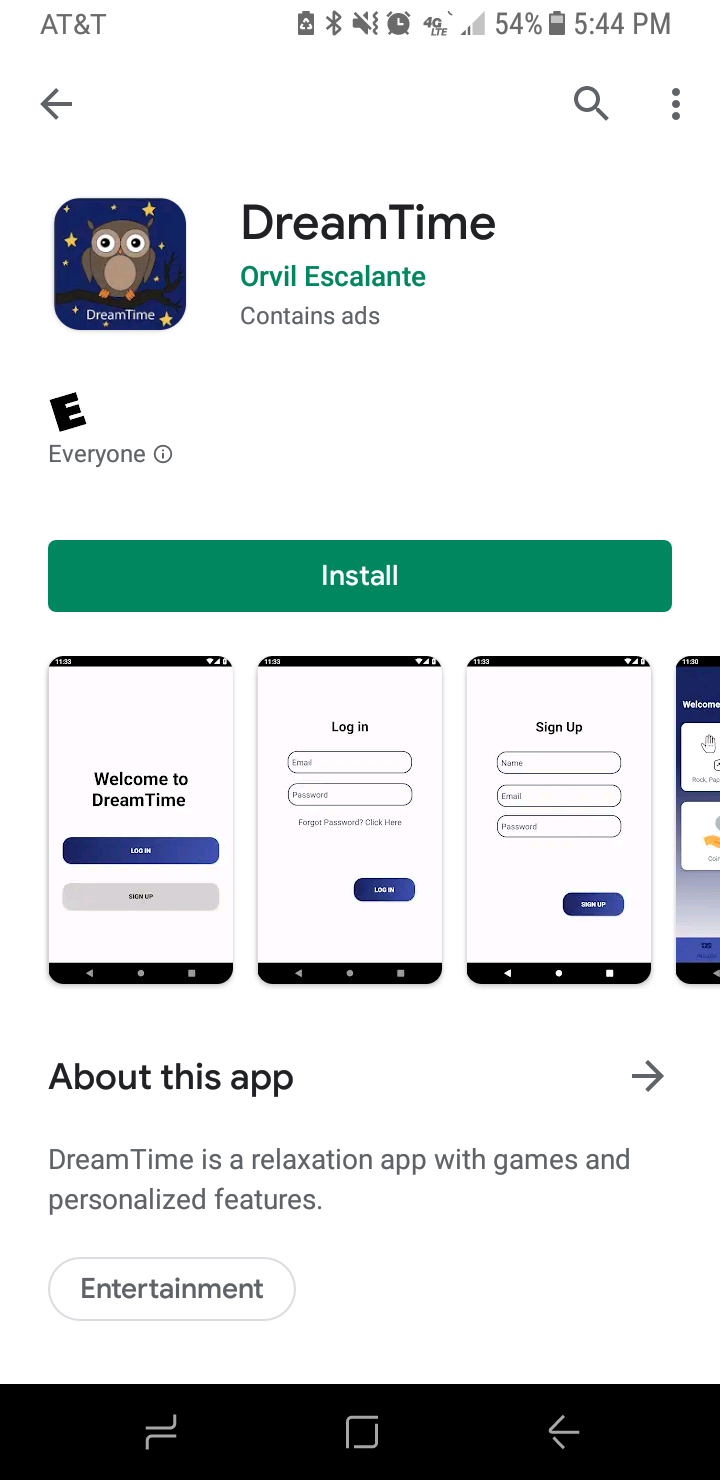 AT&T 4G LTE 54% 5:44 PM
DreamTime
DreamTime
Orvil Escalante
Contains ads
E
Everyone
Install
11:33
Welcome to
DreamTime
LOG IN
SIGN UP
11:33
Log in
Email
Password
Forgot Password? Click Here
LOG IN
11:33
Sign Up
Name
Email
Password
SIGN UP
11:30
Welcome
Rock, Pap
Coin
About this app
DreamTime is a relaxation app with games and
personalized features.
Entertainment